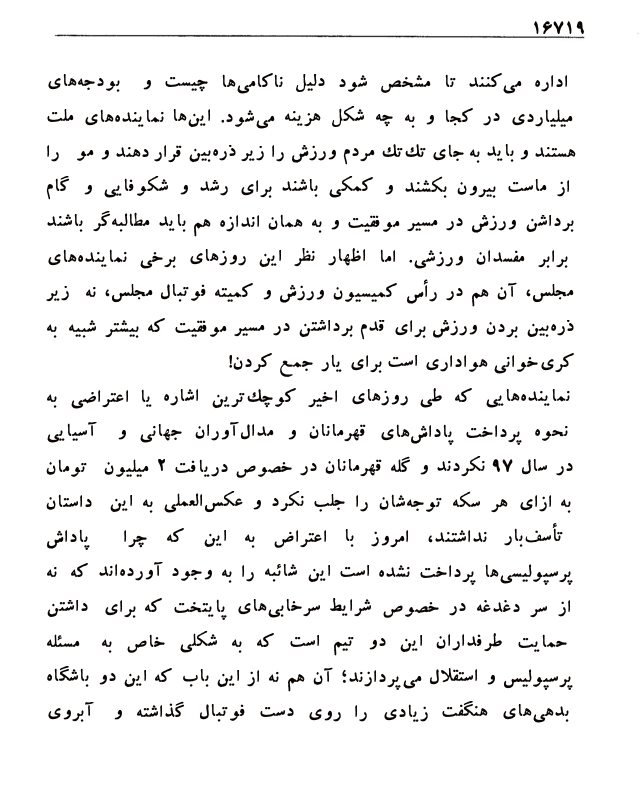 ۱۶۷۱۹
اداره می‌کنند تا مشخص شود دلیل ناکامی‌ها چیست و بودجه‌های
میلیاردی در کجا و به چه شکل هزینه می‌شود. این‌ها نماینده‌های ملت
هستند و باید به جای تك‌تك مردم ورزش را زیر ذره‌بین قرار دهند و مو را
از ماست بیرون بکشند و کمکی باشند برای رشد و شکوفایی و گام
برداشن ورزش در مسیر موفقیت و به همان اندازه هم باید مطالبه‌گر باشند
برابر مفسدان ورزشی. اما اظهار نظر این روزهای برخی نماینده‌های
مجلس، آن هم در رأس کمیسیون ورزش و کمیته فوتبال مجلس، نه زیر
ذره‌بین بردن ورزش برای قدم برداشتن در مسیر موفقیت که بیشتر شبیه به
کری‌خوانی هواداری است برای یار جمع کردن!
نماینده‌هایی که طی روزهای اخیر کوچك‌ترین اشاره یا اعتراضی به
نحوه پرداخت پاداش‌های قهرمانان و مدال‌آوران جهانی و آسیایی
در سال ۹۷ نکردند و گله قهرمانان در خصوص دریافت ۲ میلیون تومان
به ازای هر سکه توجه‌شان را جلب نکرد و عکس‌العملی به این داستان
تأسف‌بار نداشتند، امروز با اعتراض به این که چرا پاداش
پرسپولیسی‌ها پرداخت نشده است این شائبه را به وجود آورده‌اند که نه
از سر دغدغه در خصوص شرایط سرخابی‌های پایتخت که برای داشتن
حمایت طرفداران این دو تیم است که به شکلی خاص به مسئله
پرسپولیس و استقلال می‌پردازند؛ آن هم نه از این باب که این دو باشگاه
بدهی‌های هنگفت زیادی را روی دست فوتبال گذاشته و آبروی